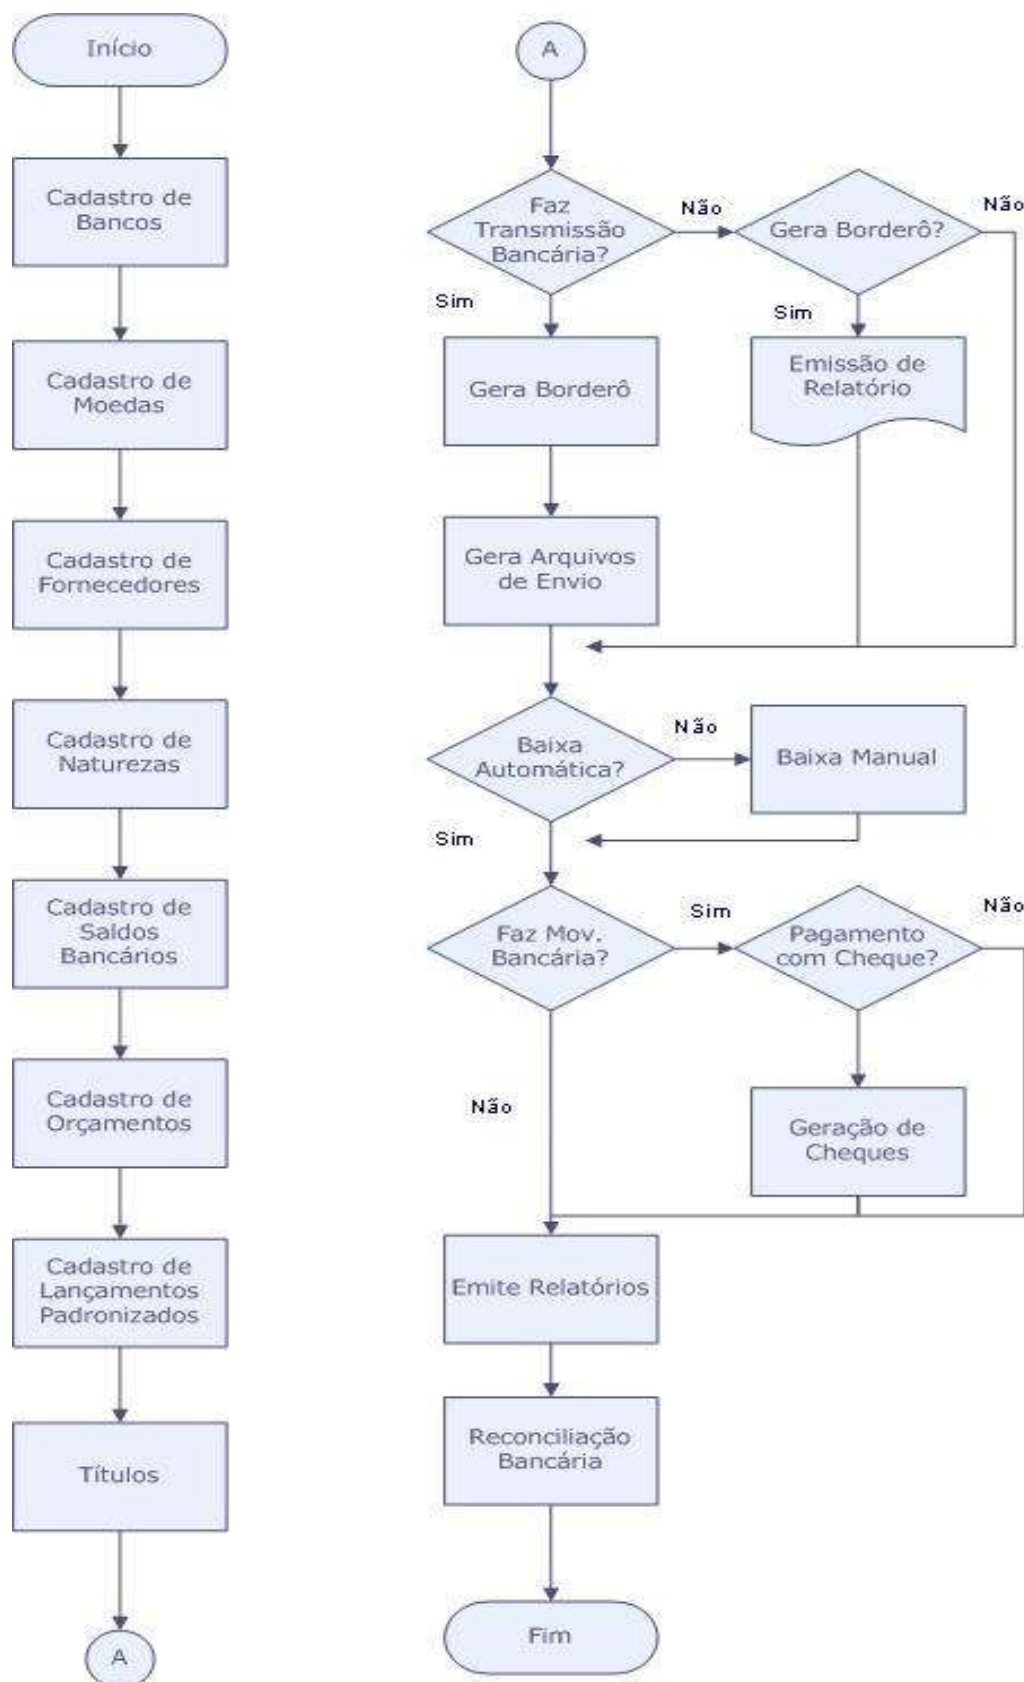 Início
Cadastro de
Bancos
Cadastro de
Moedas
Cadastro de
Fornecedores
Cadastro de
Naturezas
Cadastro de
Saldos
Bancários
Cadastro de
Orçamentos
Cadastro de
Lançamentos
Padronizados
Títulos
A
A
Faz
Transmissão
Bancária?
Não
Gera Borderô?
Não
Sim
Sim
Gera Borderô
Emissão de
Relatório
Gera Arquivos
de Envio
Baixa
Automática?
Não
Baixa Manual
Sim
Faz Mov.
Bancária?
Sim
Pagamento
com Cheque?
Não
Não
Geração de
Cheques
Emite Relatórios
Reconciliação
Bancária
Fim